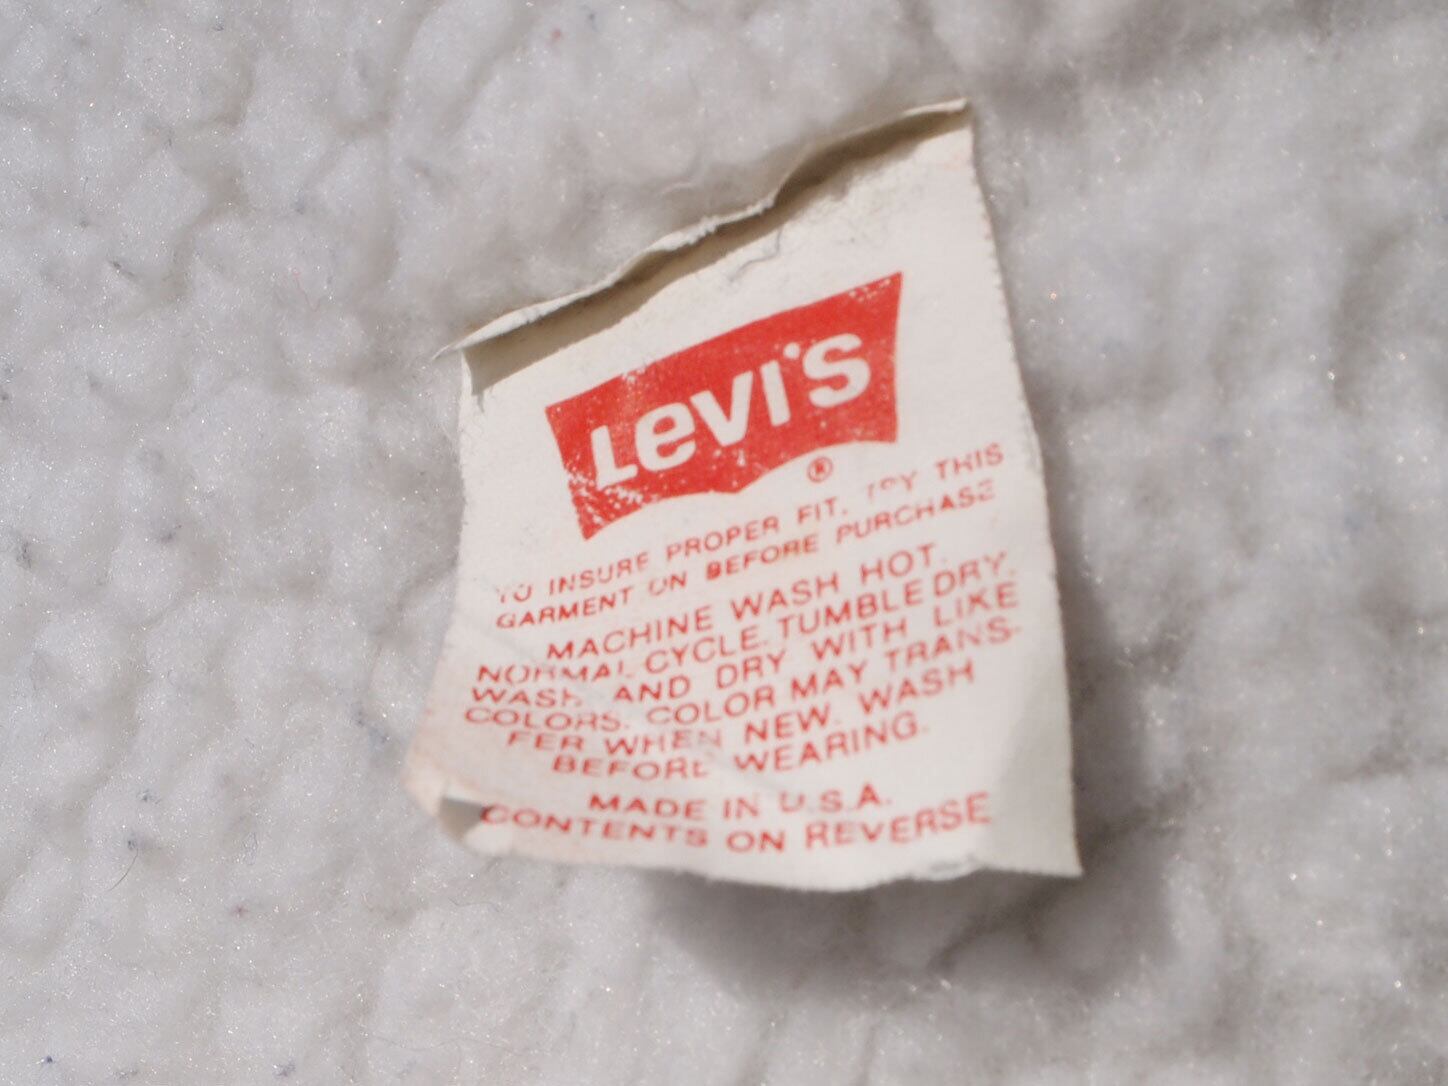 Levi's
®
TO INSURE PROPER FIT, TRY THIS
GARMENT ON BEFORE PURCHASE
MACHINE WASH HOT.
NORMAL CYCLE. TUMBLE DRY.
WASH AND DRY WITH LIKE
COLORS. COLOR MAY TRANS-
FER WHEN NEW. WASH
BEFORE WEARING.
MADE IN U.S.A.
CONTENTS ON REVERSE